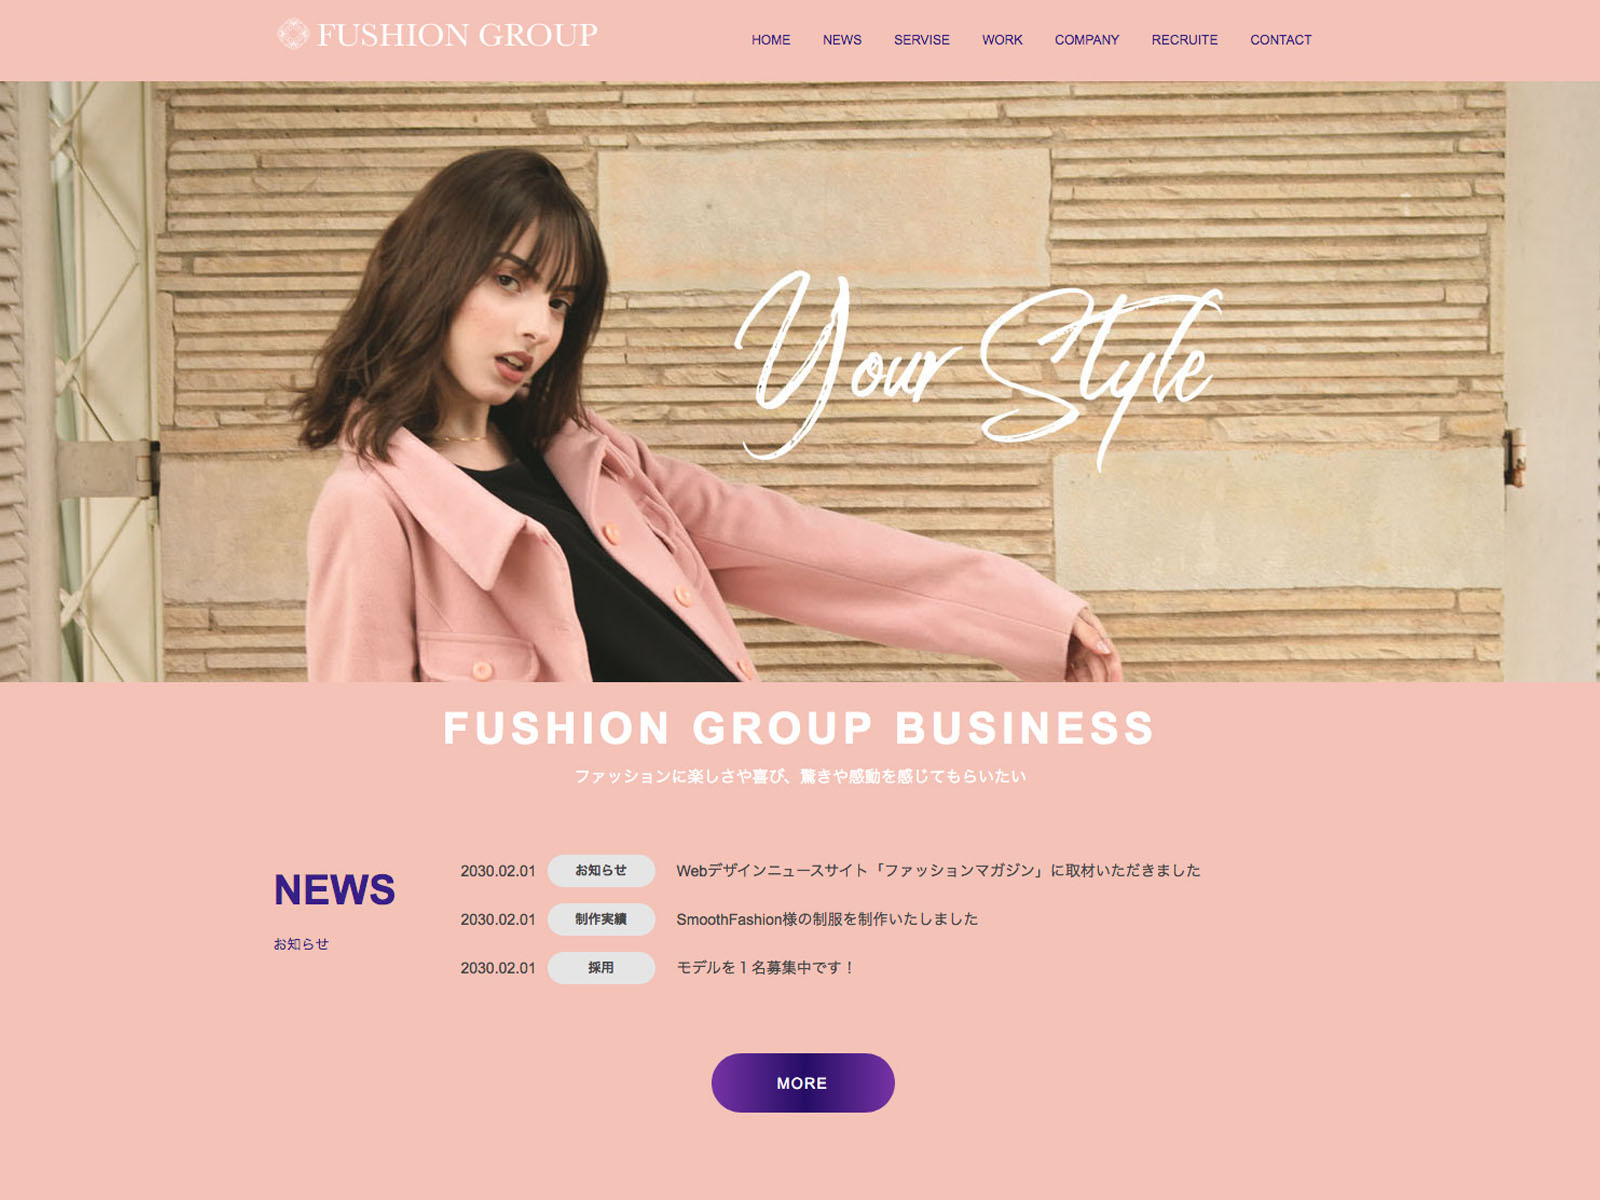 FUSHION GROUP
HOME NEWS SERVISE WORK COMPANY RECRUITE CONTACT
Your Style
FUSHION GROUP BUSINESS
ファッションに楽しさや喜び、驚きや感動を感じてもらいたい
NEWS
お知らせ
2030.02.01 お知らせ Webデザインニュースサイト「ファッションマガジン」に取材いただきました
2030.02.01 制作実績 SmoothFashion様の制服を制作いたしました
2030.02.01 採用 モデルを１名募集中です！
MORE